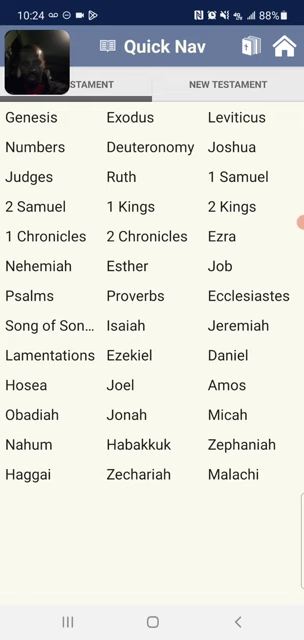 10:24 88%
Quick Nav
STAMENT NEW TESTAMENT
Genesis Exodus Leviticus
Numbers Deuteronomy Joshua
Judges Ruth 1 Samuel
2 Samuel 1 Kings 2 Kings
1 Chronicles 2 Chronicles Ezra
Nehemiah Esther Job
Psalms Proverbs Ecclesiastes
Song of Son... Isaiah Jeremiah
Lamentations Ezekiel Daniel
Hosea Joel Amos
Obadiah Jonah Micah
Nahum Habakkuk Zephaniah
Haggai Zechariah Malachi